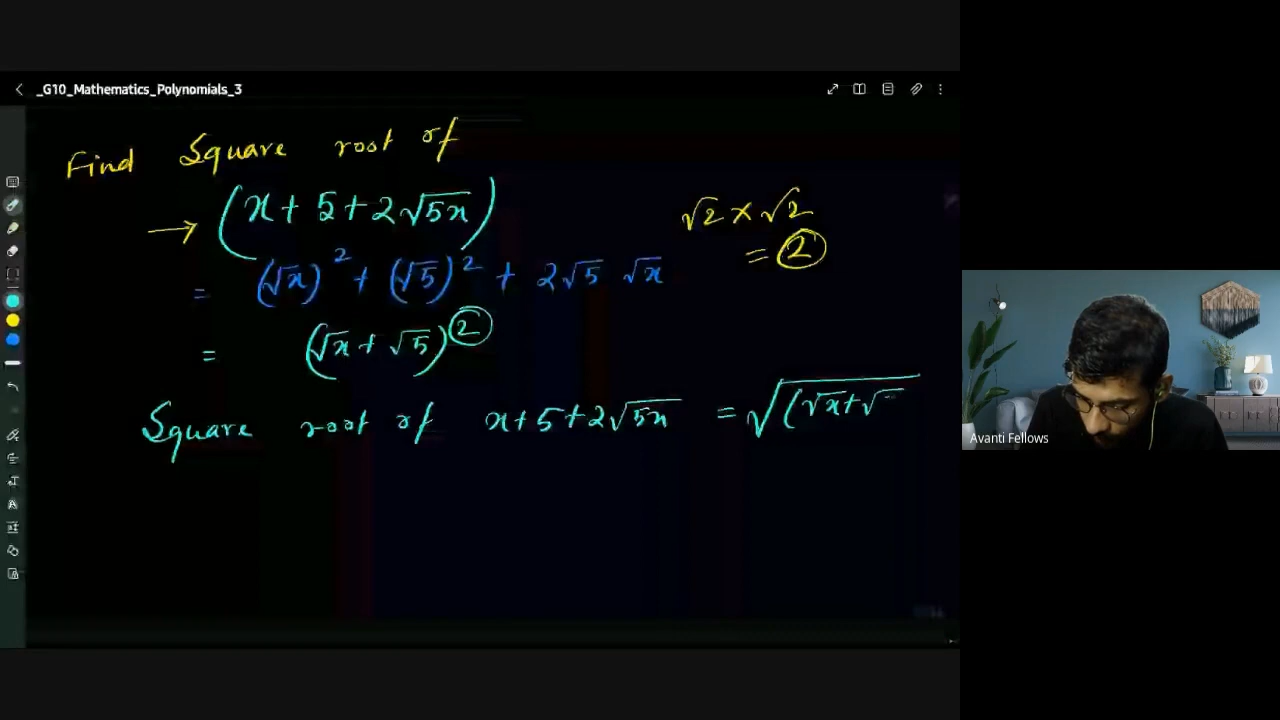 _G10_Mathematics_Polynomials_3
Find Square root of
→ (x + 5 + 2√5x)
= (√x)² + (√5)² + 2√5 √x
= (√x + √5)²
Square root of x+5+2√5x = √(√x+√
√2 × √2
= 2
Avanti Fellows